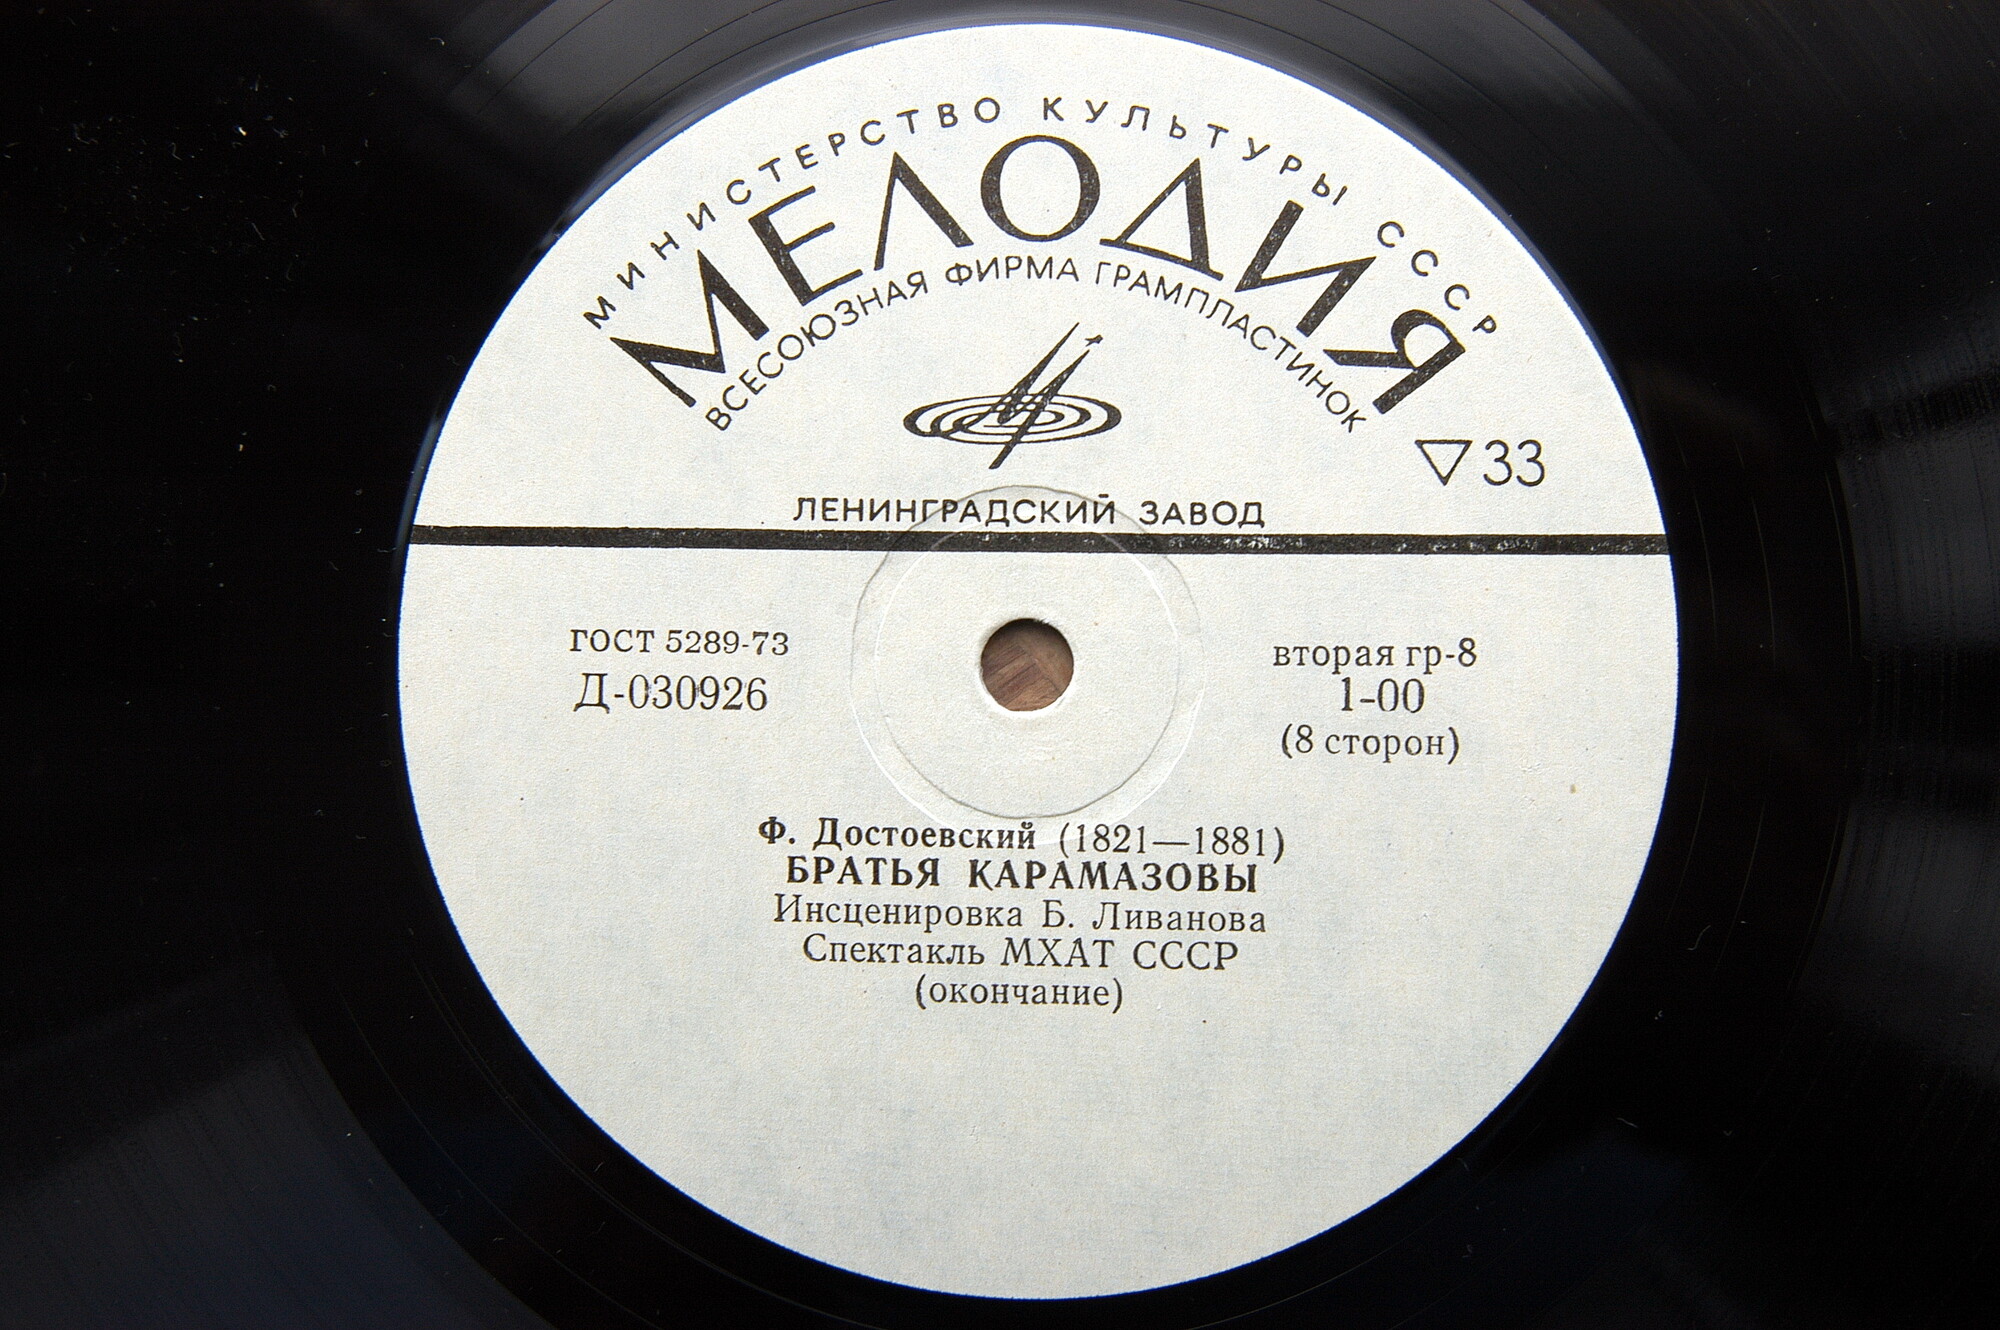 МИНИСТЕРСТВО КУЛЬТУРЫ СССР
МЕЛОДИЯ
ВСЕСОЮЗНАЯ ФИРМА ГРАМПЛАСТИНОК
▽33
ЛЕНИНГРАДСКИЙ ЗАВОД
ГОСТ 5289-73
Д-030926
вторая гр-8
1-00
(8 сторон)
Ф. Достоевский (1821—1881)
БРАТЬЯ КАРАМАЗОВЫ
Инсценировка Б. Ливанова
Спектакль МХАТ СССР
(окончание)